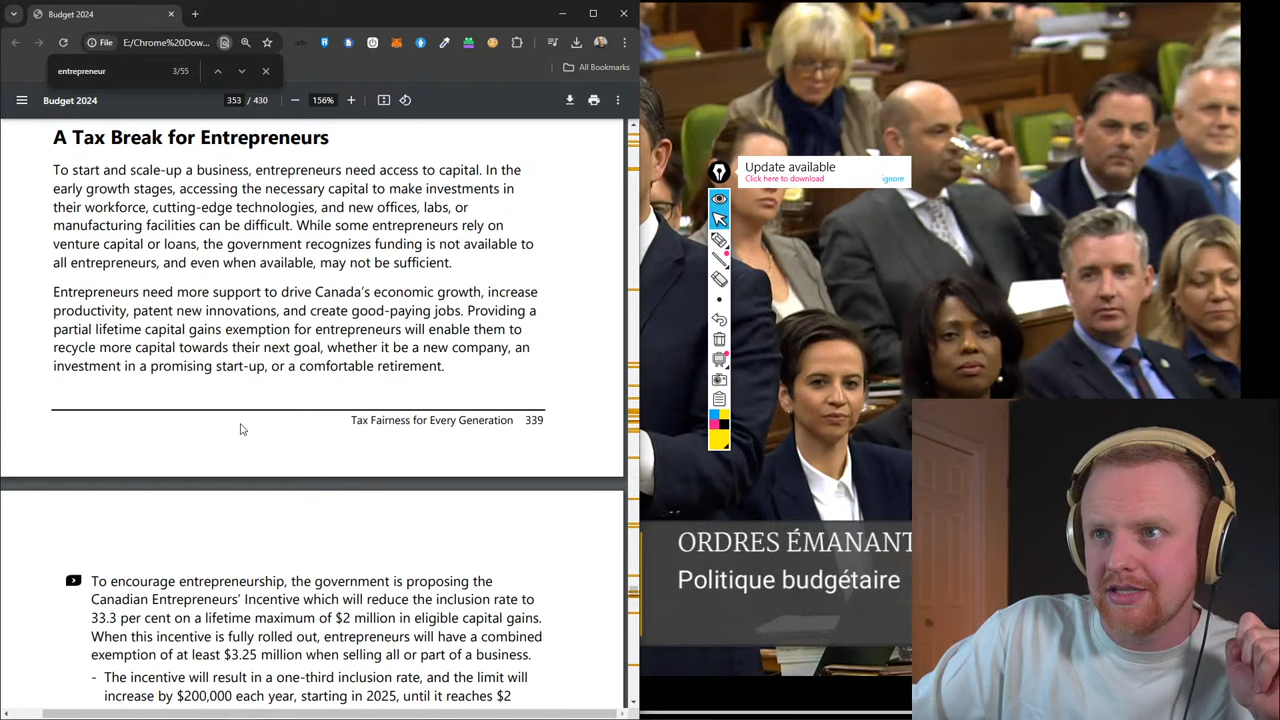 Budget 2024
File
E:/Chrome%20Dow...
entrepreneur 3/55
All Bookmarks
Budget 2024
353 / 430
156%
A Tax Break for Entrepreneurs
To start and scale-up a business, entrepreneurs need access to capital. In the
early growth stages, accessing the necessary capital to make investments in
their workforce, cutting-edge technologies, and new offices, labs, or
manufacturing facilities can be difficult. While some entrepreneurs rely on
venture capital or loans, the government recognizes funding is not available to
all entrepreneurs, and even when available, may not be sufficient.
Entrepreneurs need more support to drive Canada's economic growth, increase
productivity, patent new innovations, and create good-paying jobs. Providing a
partial lifetime capital gains exemption for entrepreneurs will enable them to
recycle more capital towards their next goal, whether it be a new company, an
investment in a promising start-up, or a comfortable retirement.
Tax Fairness for Every Generation 339
To encourage entrepreneurship, the government is proposing the
Canadian Entrepreneurs' Incentive which will reduce the inclusion rate to
33.3 per cent on a lifetime maximum of $2 million in eligible capital gains.
When this incentive is fully rolled out, entrepreneurs will have a combined
exemption of at least $3.25 million when selling all or part of a business.
- The incentive will result in a one-third inclusion rate, and the limit will
increase by $200,000 each year, starting in 2025, until it reaches $2
Update available
Click here to download
ignore
ORDRES ÉMANANT
Politique budgétaire